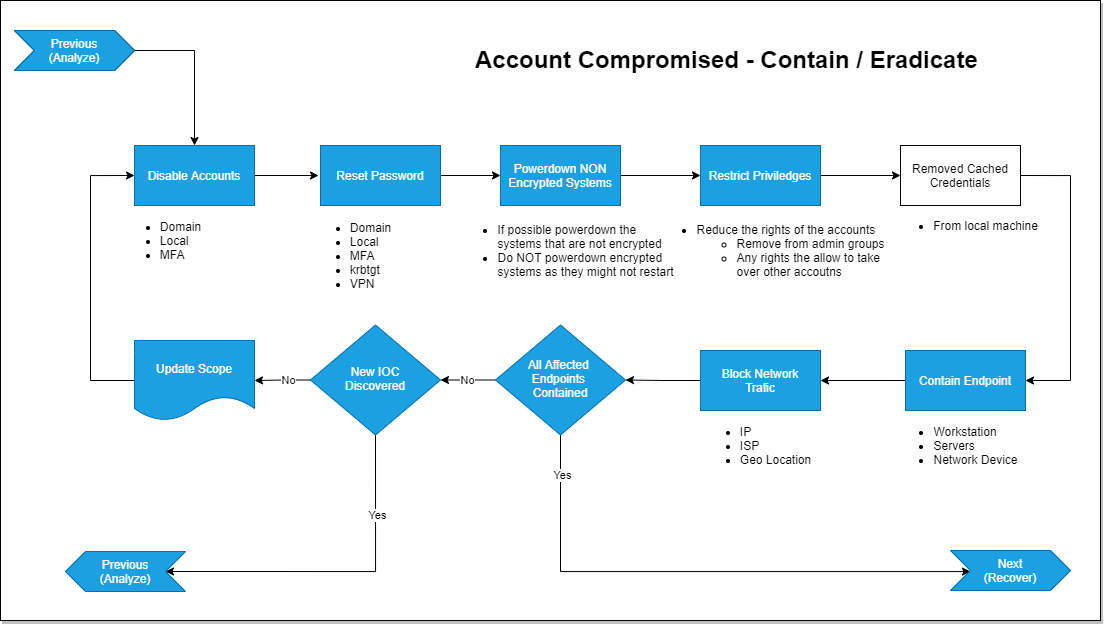 Previous
(Analyze)
Account Compromised - Contain / Eradicate
Disable Accounts
Reset Password
Powerdown NON
Encrypted Systems
Restrict Priviledges
Removed Cached
Credentials
Domain
Local
MFA
Domain
Local
MFA
krbtgt
VPN
If possible powerdown the
systems that are not encrypted
Do NOT powerdown encrypted
systems as they might not restart
Reduce the rights of the accounts
Remove from admin groups
Any rights the allow to take
over other accoutns
From local machine
Update Scope
No
New IOC
Discovered
No
All Affected
Endpoints
Contained
Block Network
Trafic
Contain Endpoint
IP
ISP
Geo Location
Workstation
Servers
Network Device
Yes
Yes
Previous
(Analyze)
Next
(Recover)